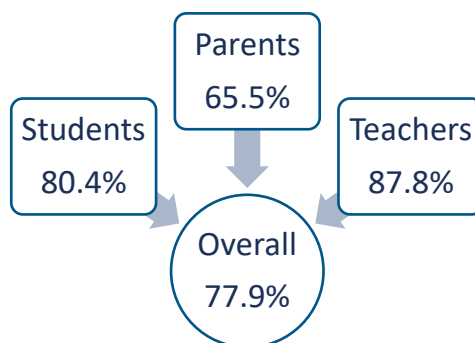 Parents
65.5%
Students
80.4%
Teachers
87.8%
Overall
77.9%